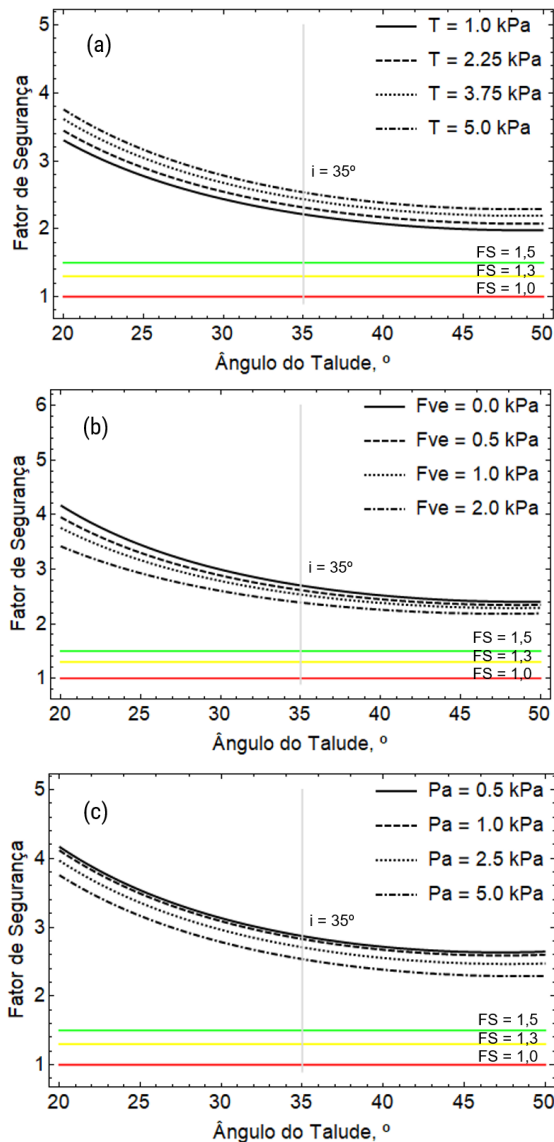 (a)
T = 1.0 kPa
T = 2.25 kPa
T = 3.75 kPa
T = 5.0 kPa
i = 35º
FS = 1,5
FS = 1,3
FS = 1,0
Fator de Segurança
5
4
3
2
1
20 25 30 35 40 45 50
Ângulo do Talude, º
(b)
Fve = 0.0 kPa
Fve = 0.5 kPa
Fve = 1.0 kPa
Fve = 2.0 kPa
i = 35º
FS = 1,5
FS = 1,3
FS = 1,0
Fator de Segurança
6
5
4
3
2
1
20 25 30 35 40 45 50
Ângulo do Talude, º
(c)
Pa = 0.5 kPa
Pa = 1.0 kPa
Pa = 2.5 kPa
Pa = 5.0 kPa
i = 35º
FS = 1,5
FS = 1,3
FS = 1,0
Fator de Segurança
5
4
3
2
1
20 25 30 35 40 45 50
Ângulo do Talude, º